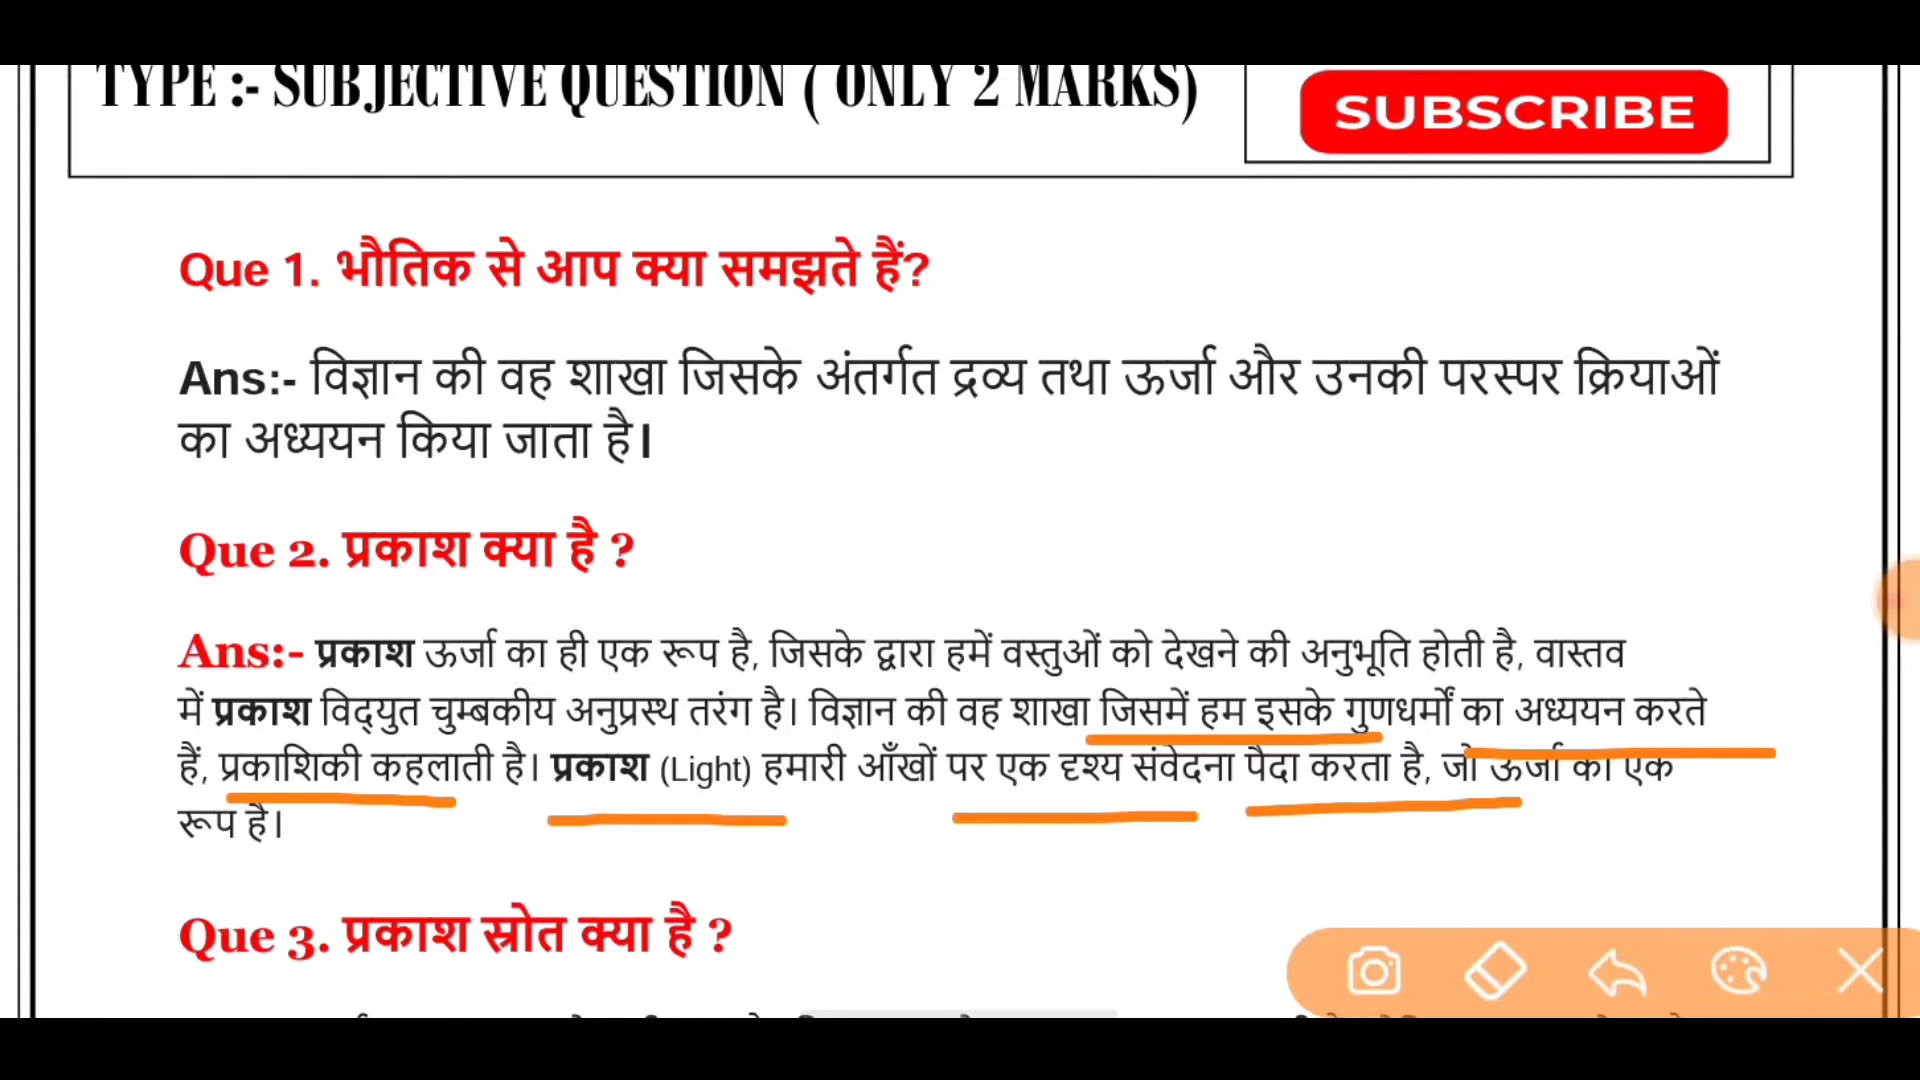 TYPE :- SUBJECTIVE QUESTION ( ONLY 2 MARKS)
SUBSCRIBE
Que 1. भौतिक से आप क्या समझते हैं?
Ans:- विज्ञान की वह शाखा जिसके अंतर्गत द्रव्य तथा ऊर्जा और उनकी परस्पर क्रियाओं
का अध्ययन किया जाता है।
Que 2. प्रकाश क्या है ?
Ans:- प्रकाश ऊर्जा का ही एक रूप है, जिसके द्वारा हमें वस्तुओं को देखने की अनुभूति होती है, वास्तव
में प्रकाश विद्युत चुम्बकीय अनुप्रस्थ तरंग है। विज्ञान की वह शाखा जिसमें हम इसके गुणधर्मों का अध्ययन करते
हैं, प्रकाशिकी कहलाती है। प्रकाश (Light) हमारी आँखों पर एक दृश्य संवेदना पैदा करता है, जो ऊर्जा का एक
रूप है।
Que 3. प्रकाश स्रोत क्या है ?